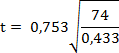 t = 0,753√(74/0,433)